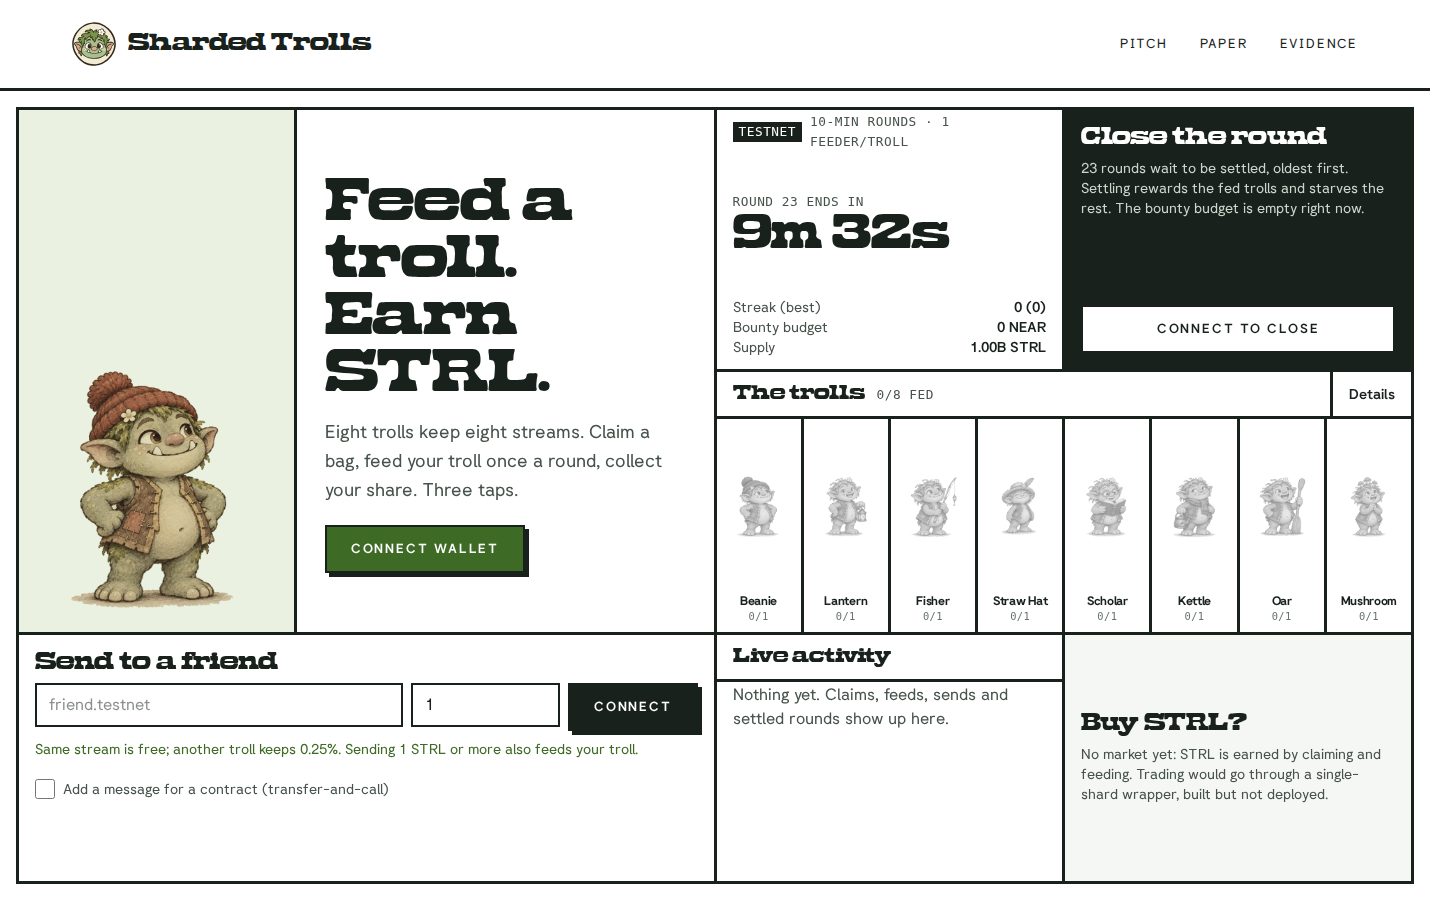 Sharded Trolls
PITCH
PAPER
EVIDENCE
Feed a
troll.
Earn
STRL.
Eight trolls keep eight streams. Claim a
bag, feed your troll once a round, collect
your share. Three taps.
CONNECT WALLET
TESTNET
10-MIN ROUNDS · 1
FEEDER/TROLL
ROUND 23 ENDS IN
9m 32s
Streak (best) 0 (0)
Bounty budget 0 NEAR
Supply 1.00B STRL
Close the round
23 rounds wait to be settled, oldest first.
Settling rewards the fed trolls and starves the
rest. The bounty budget is empty right now.
CONNECT TO CLOSE
The trolls 0/8 FED
Details
Beanie
0/1
Lantern
0/1
Fisher
0/1
Straw Hat
0/1
Scholar
0/1
Kettle
0/1
Oar
0/1
Mushroom
0/1
Send to a friend
friend.testnet
1
CONNECT
Same stream is free; another troll keeps 0.25%. Sending 1 STRL or more also feeds your troll.
Add a message for a contract (transfer-and-call)
Live activity
Nothing yet. Claims, feeds, sends and
settled rounds show up here.
Buy STRL?
No market yet: STRL is earned by claiming and
feeding. Trading would go through a single-
shard wrapper, built but not deployed.